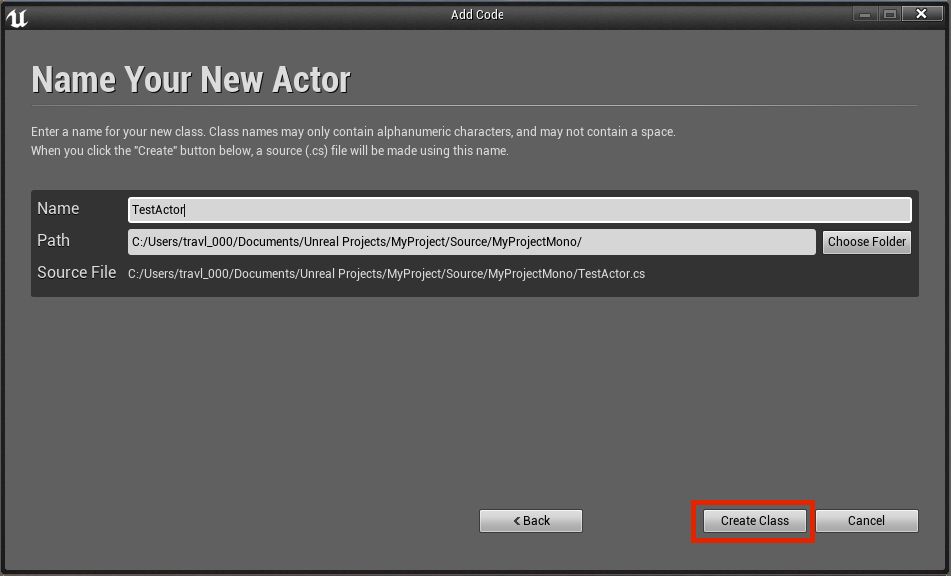 Add Code
Name Your New Actor
Enter a name for your new class. Class names may only contain alphanumeric characters, and may not contain a space.
When you click the "Create" button below, a source (.cs) file will be made using this name.
Name TestActor
Path C:/Users/travl_000/Documents/Unreal Projects/MyProject/Source/MyProjectMono/ Choose Folder
Source File C:/Users/travl_000/Documents/Unreal Projects/MyProject/Source/MyProjectMono/TestActor.cs
< Back Create Class Cancel